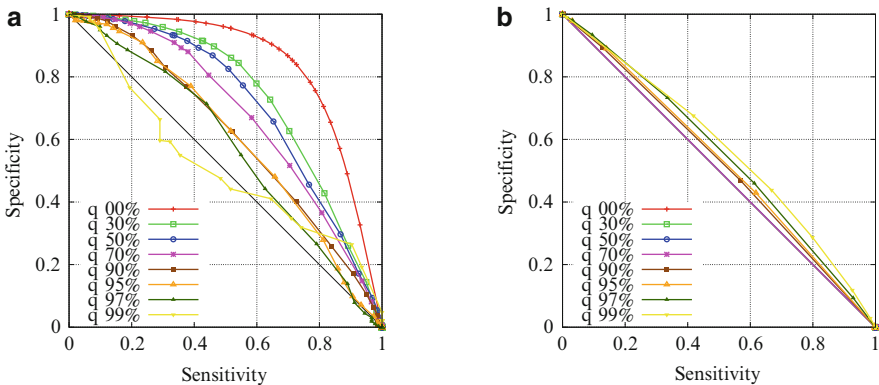 a
1
0.8
0.6
0.4
0.2
0
Specificity
q 00%
q 30%
q 50%
q 70%
q 90%
q 95%
q 97%
q 99%
0 0.2 0.4 0.6 0.8 1
Sensitivity
b
1
0.8
0.6
0.4
0.2
0
Specificity
q 00%
q 30%
q 50%
q 70%
q 90%
q 95%
q 97%
q 99%
0 0.2 0.4 0.6 0.8 1
Sensitivity